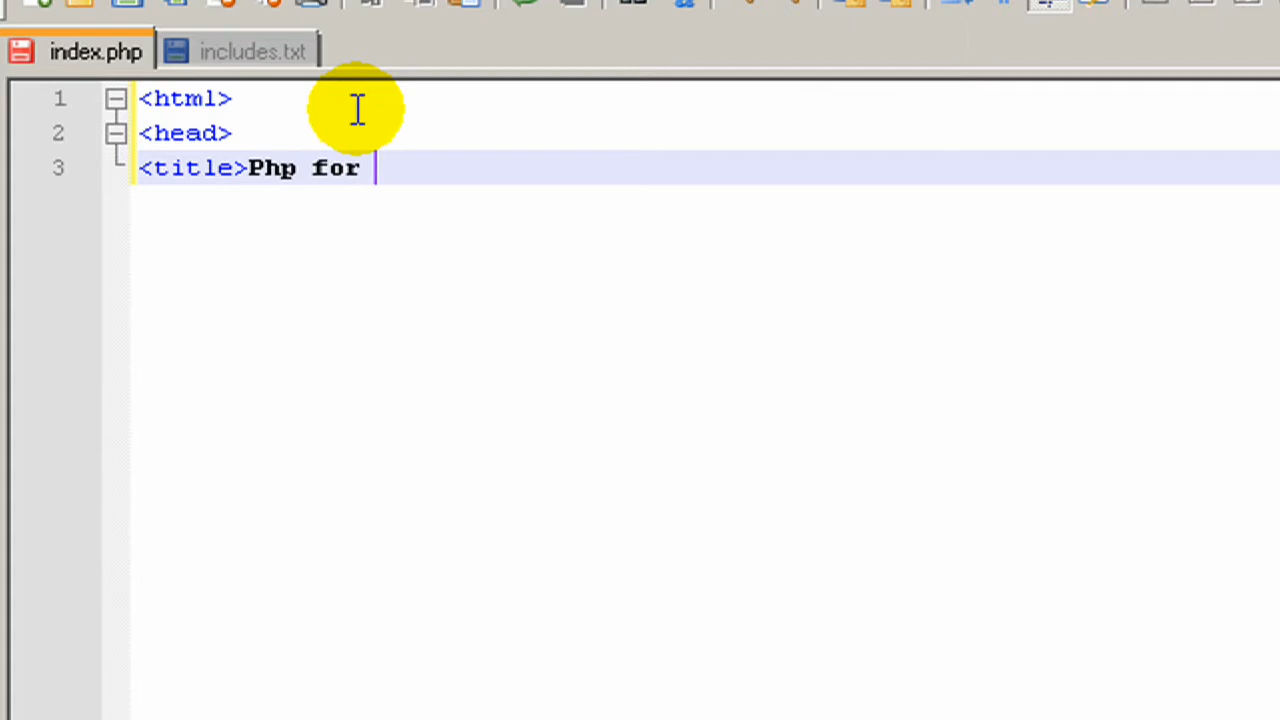 index.php includes.txt
1 <html>
2 <head>
3 <title>Php for